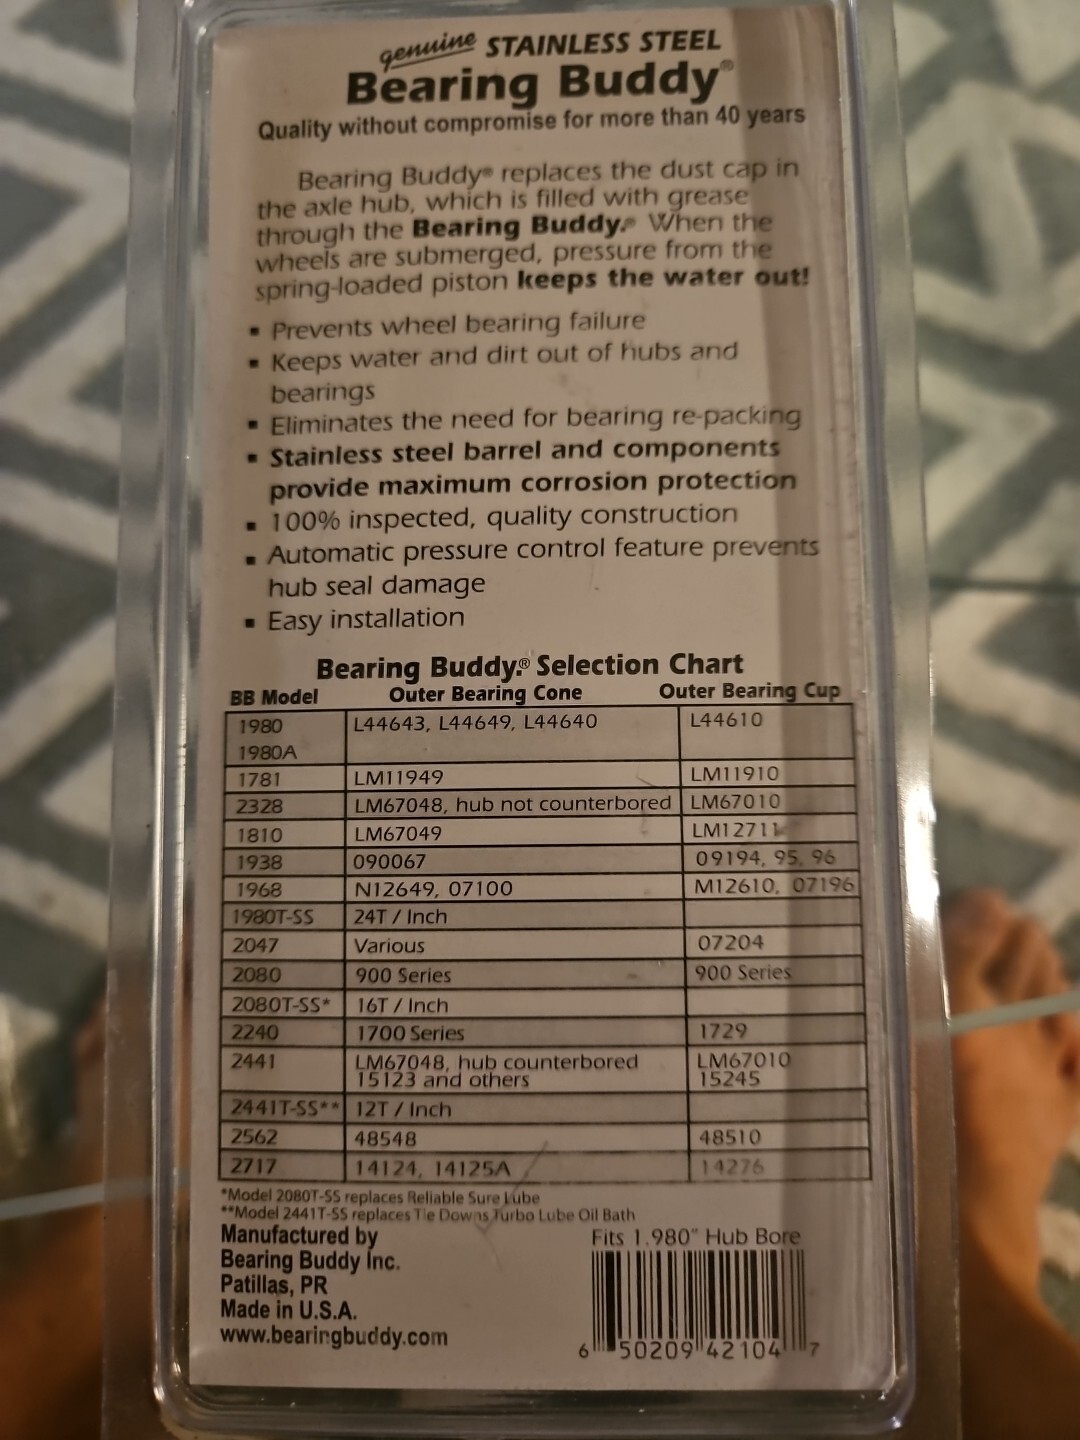 genuine STAINLESS STEEL
Bearing Buddy®
Quality without compromise for more than 40 years
Bearing Buddy® replaces the dust cap in
the axle hub, which is filled with grease
through the Bearing Buddy.® When the
wheels are submerged, pressure from the
spring-loaded piston keeps the water out!
▪ Prevents wheel bearing failure
▪ Keeps water and dirt out of hubs and
bearings
▪ Eliminates the need for bearing re-packing
▪ Stainless steel barrel and components
provide maximum corrosion protection
▪ 100% inspected, quality construction
▪ Automatic pressure control feature prevents
hub seal damage
▪ Easy installation
Bearing Buddy.® Selection Chart
BB Model Outer Bearing Cone Outer Bearing Cup
1980 L44643, L44649, L44640 L44610
1980A
1781 LM11949 LM11910
2328 LM67048, hub not counterbored LM67010
1810 LM67049 LM12711
1938 090067 09194, 95, 96
1968 N12649, 07100 M12610, 07196
1980T-SS 24T / Inch
2047 Various 07204
2080 900 Series 900 Series
2080T-SS* 16T / Inch
2240 1700 Series 1729
2441 LM67048, hub counterbored LM67010
15123 and others 15245
2441T-SS** 12T / Inch
2562 48548 48510
2717 14124, 14125A 14276
*Model 2080T-SS replaces Reliable Sure Lube
**Model 2441T-SS replaces Tie Downs Turbo Lube Oil Bath
Manufactured by
Bearing Buddy Inc.
Patillas, PR
Made in U.S.A.
www.bearingbuddy.com
Fits 1.980" Hub Bore
6 50209 42104 7